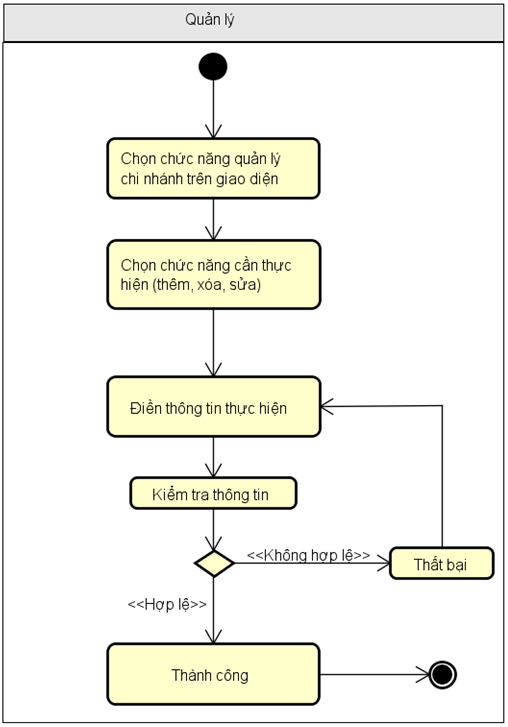 Quản lý
Chọn chức năng quản lý
chi nhánh trên giao diện
Chọn chức năng cần thực
hiện (thêm, xóa, sửa)
Điền thông tin thực hiện
Kiểm tra thông tin
<<Không hợp lệ>>
Thất bại
<<Hợp lệ>>
Thành công